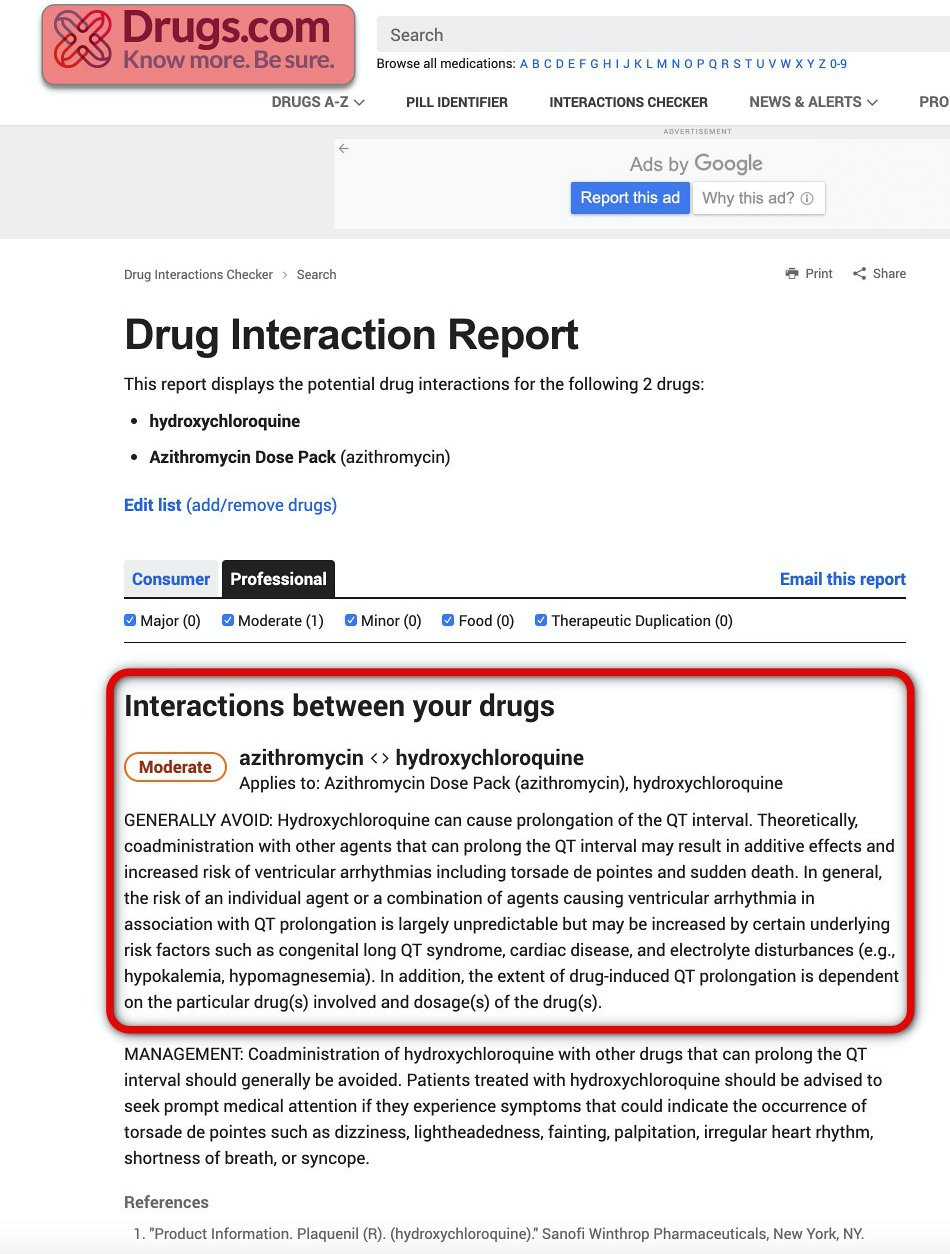 Drugs.com
Know more. Be sure.
Search
Browse all medications: A B C D E F G H I J K L M N O P Q R S T U V W X Y Z 0-9
DRUGS A-Z PILL IDENTIFIER INTERACTIONS CHECKER NEWS & ALERTS PRO
ADVERTISEMENT
Ads by Google
Report this ad Why this ad?
Drug Interactions Checker > Search Print Share
Drug Interaction Report
This report displays the potential drug interactions for the following 2 drugs:
• hydroxychloroquine
• Azithromycin Dose Pack (azithromycin)
Edit list (add/remove drugs)
Consumer Professional Email this report
Major (0) Moderate (1) Minor (0) Food (0) Therapeutic Duplication (0)
Interactions between your drugs
Moderate azithromycin <> hydroxychloroquine
Applies to: Azithromycin Dose Pack (azithromycin), hydroxychloroquine
GENERALLY AVOID: Hydroxychloroquine can cause prolongation of the QT interval. Theoretically,
coadministration with other agents that can prolong the QT interval may result in additive effects and
increased risk of ventricular arrhythmias including torsade de pointes and sudden death. In general,
the risk of an individual agent or a combination of agents causing ventricular arrhythmia in
association with QT prolongation is largely unpredictable but may be increased by certain underlying
risk factors such as congenital long QT syndrome, cardiac disease, and electrolyte disturbances (e.g.,
hypokalemia, hypomagnesemia). In addition, the extent of drug-induced QT prolongation is dependent
on the particular drug(s) involved and dosage(s) of the drug(s).
MANAGEMENT: Coadministration of hydroxychloroquine with other drugs that can prolong the QT
interval should generally be avoided. Patients treated with hydroxychloroquine should be advised to
seek prompt medical attention if they experience symptoms that could indicate the occurrence of
torsade de pointes such as dizziness, lightheadedness, fainting, palpitation, irregular heart rhythm,
shortness of breath, or syncope.
References
1. "Product Information. Plaquenil (R). (hydroxychloroquine)." Sanofi Winthrop Pharmaceuticals, New York, NY.